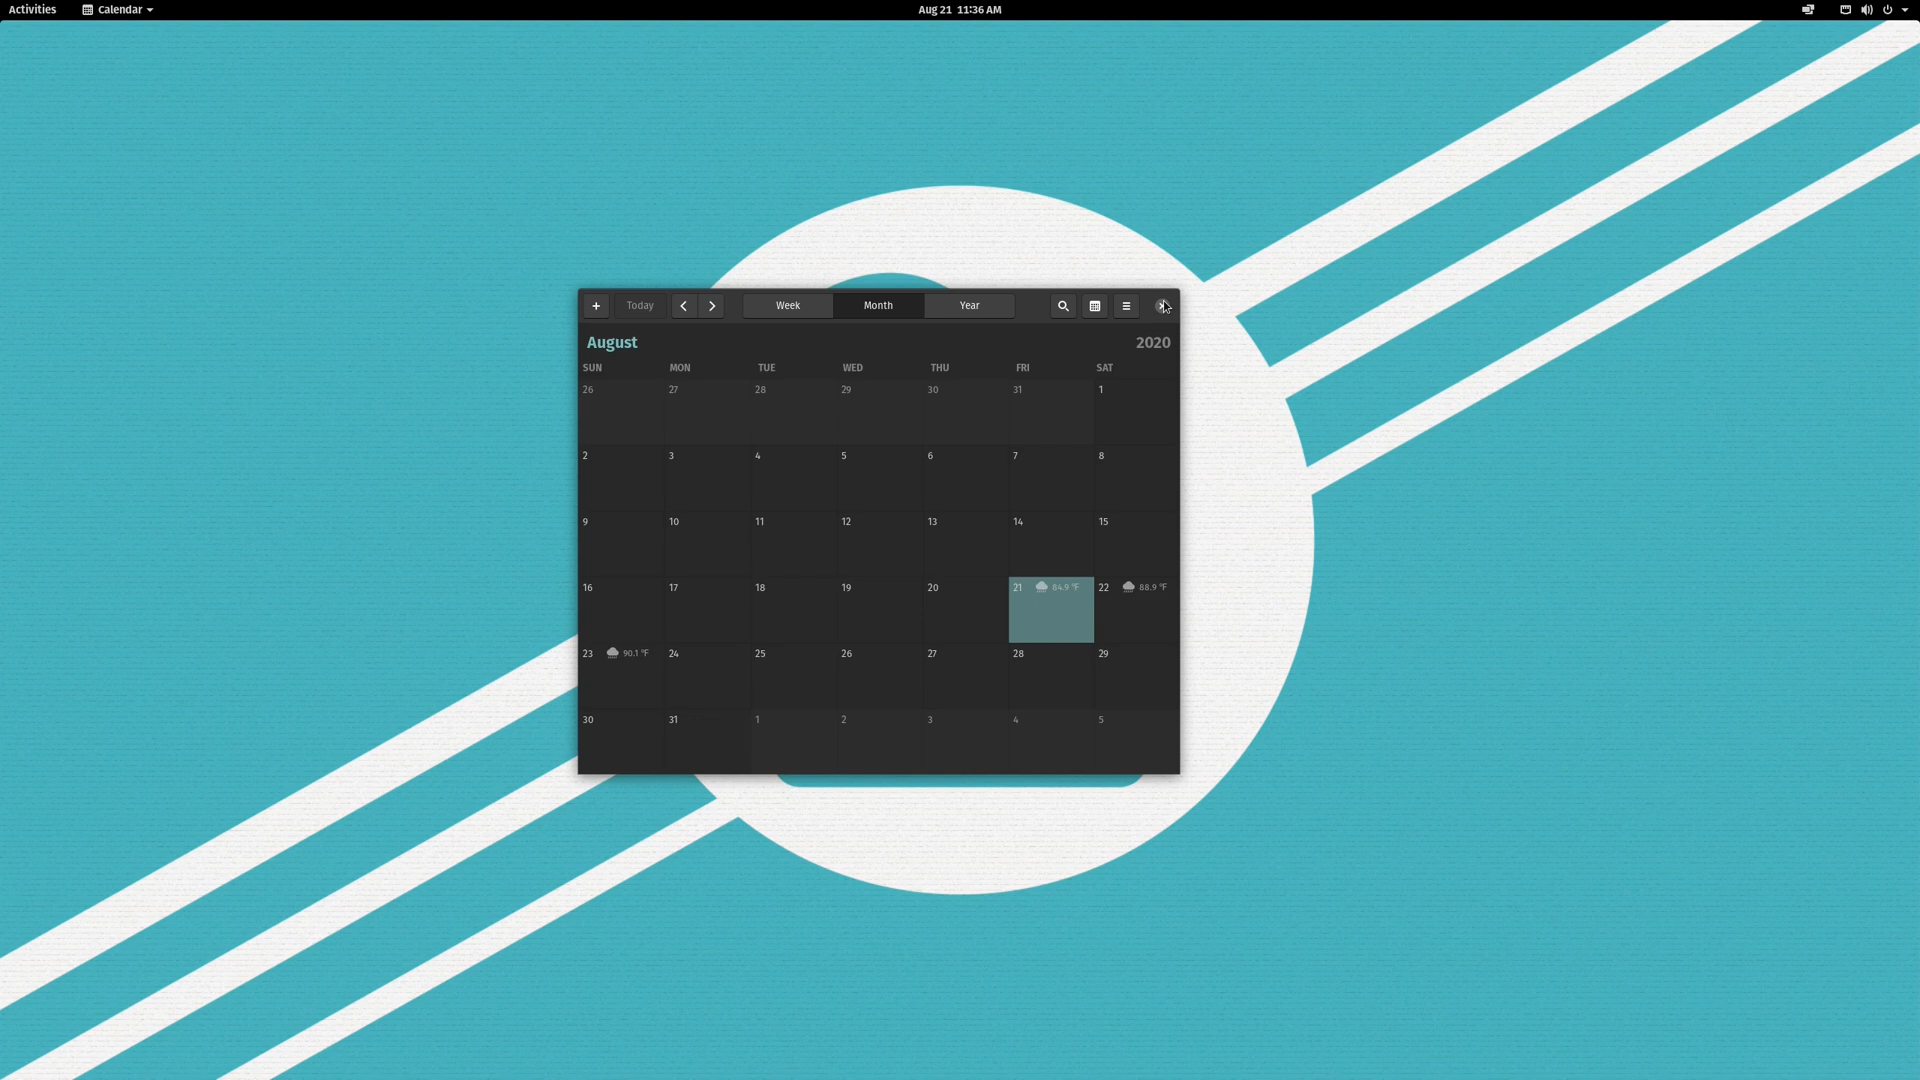 Activities Calendar Aug 21 11:36 AM
+ Today Week Month Year
August 2020
SUN MON TUE WED THU FRI SAT
26 27 28 29 30 31 1
2 3 4 5 6 7 8
9 10 11 12 13 14 15
16 17 18 19 20 21 84.9 °F 22 88.9 °F
23 90.1 °F 24 25 26 27 28 29
30 31 1 2 3 4 5